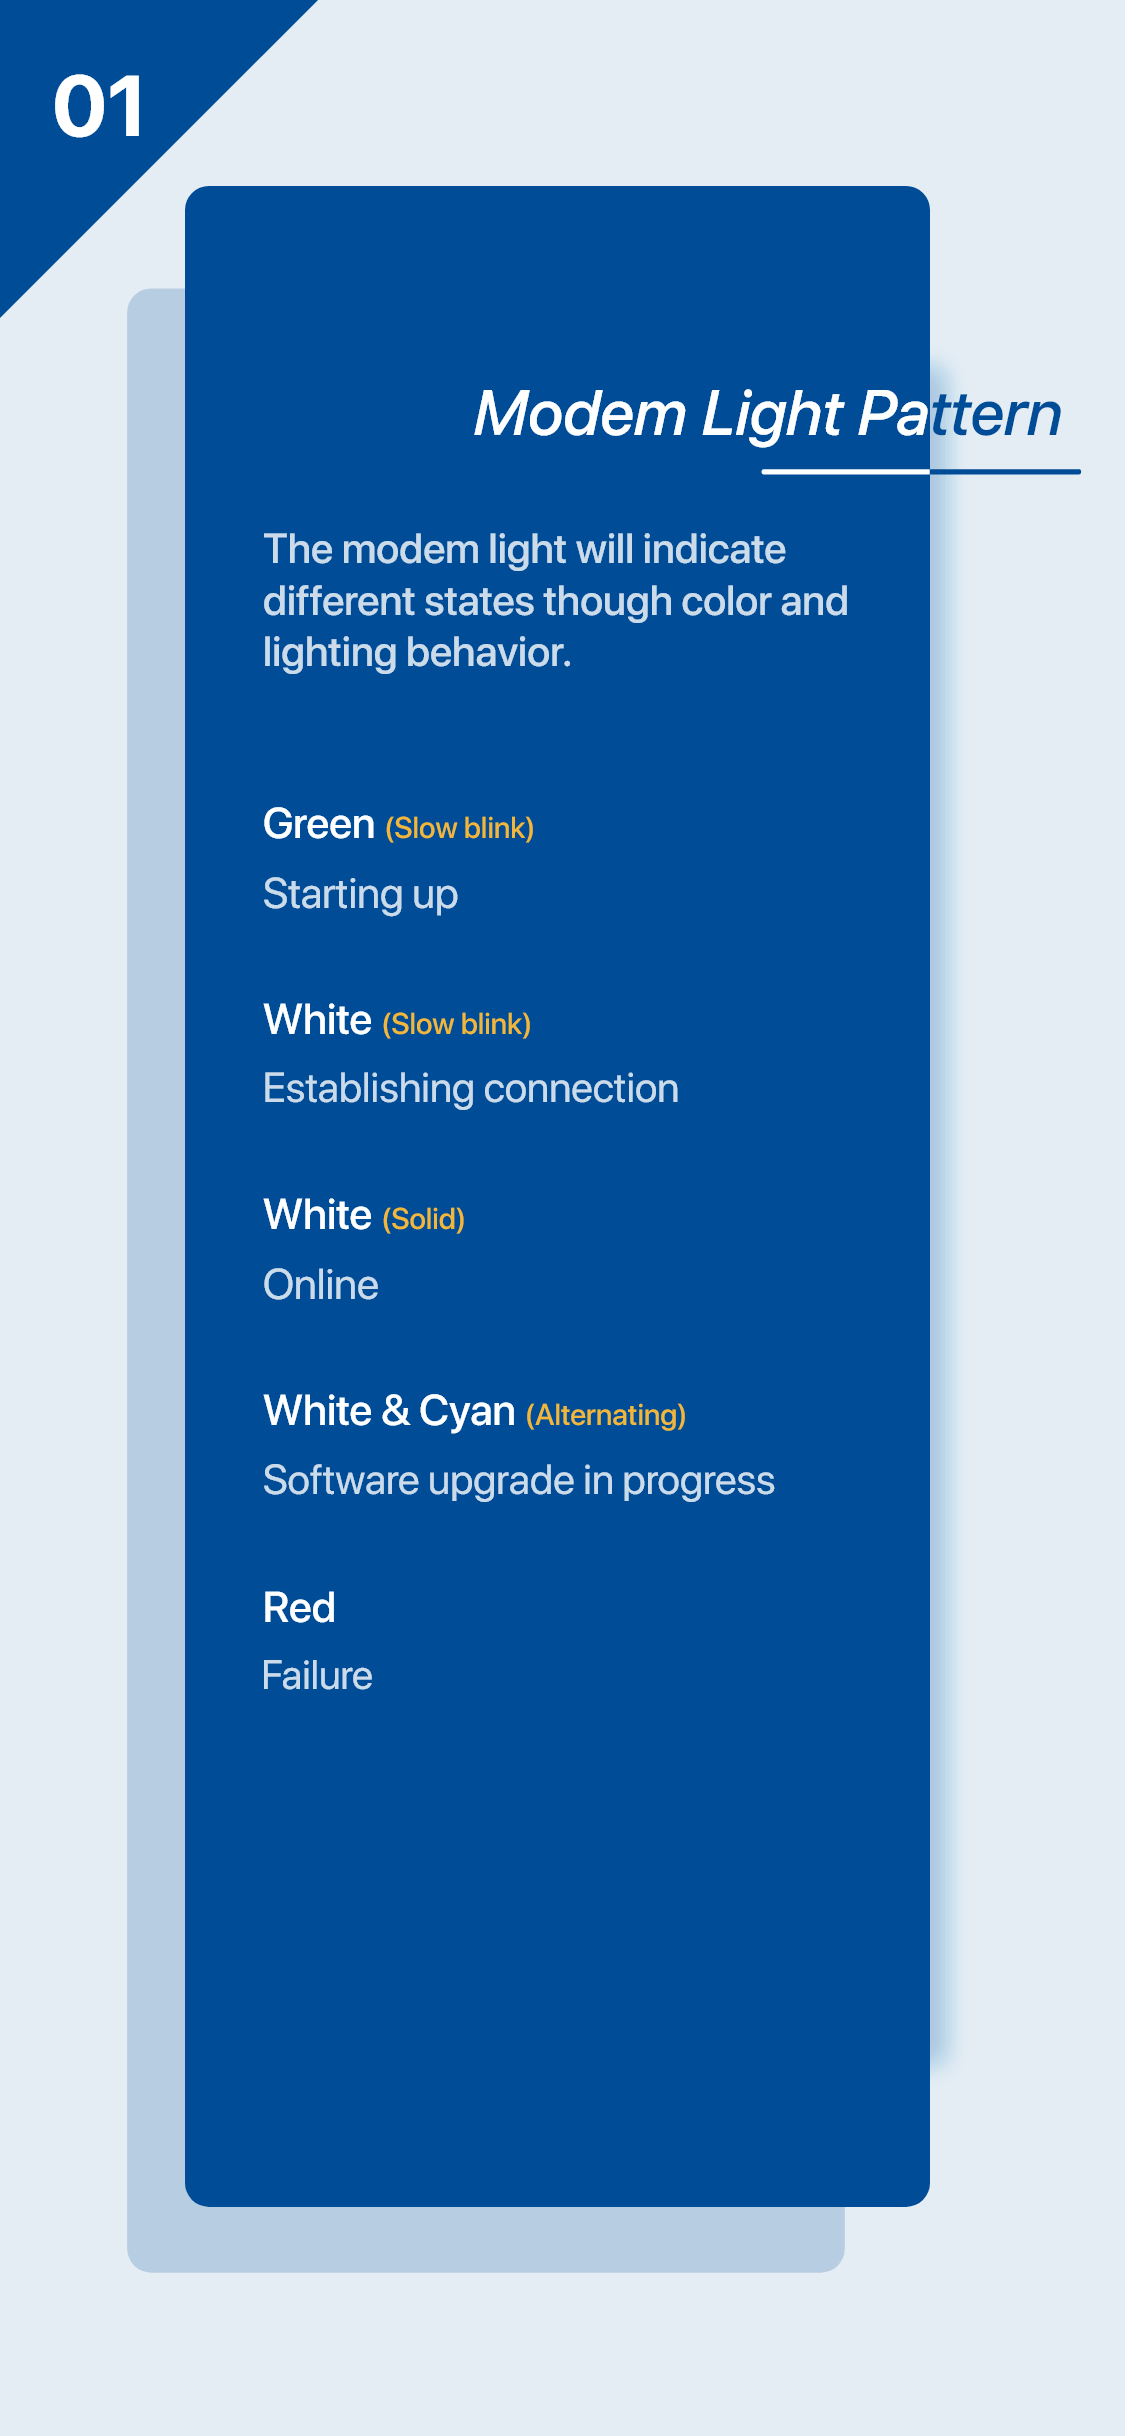 01
Modem Light Pattern
The modem light will indicate
different states though color and
lighting behavior.
Green (Slow blink)
Starting up
White (Slow blink)
Establishing connection
White (Solid)
Online
White & Cyan (Alternating)
Software upgrade in progress
Red
Failure